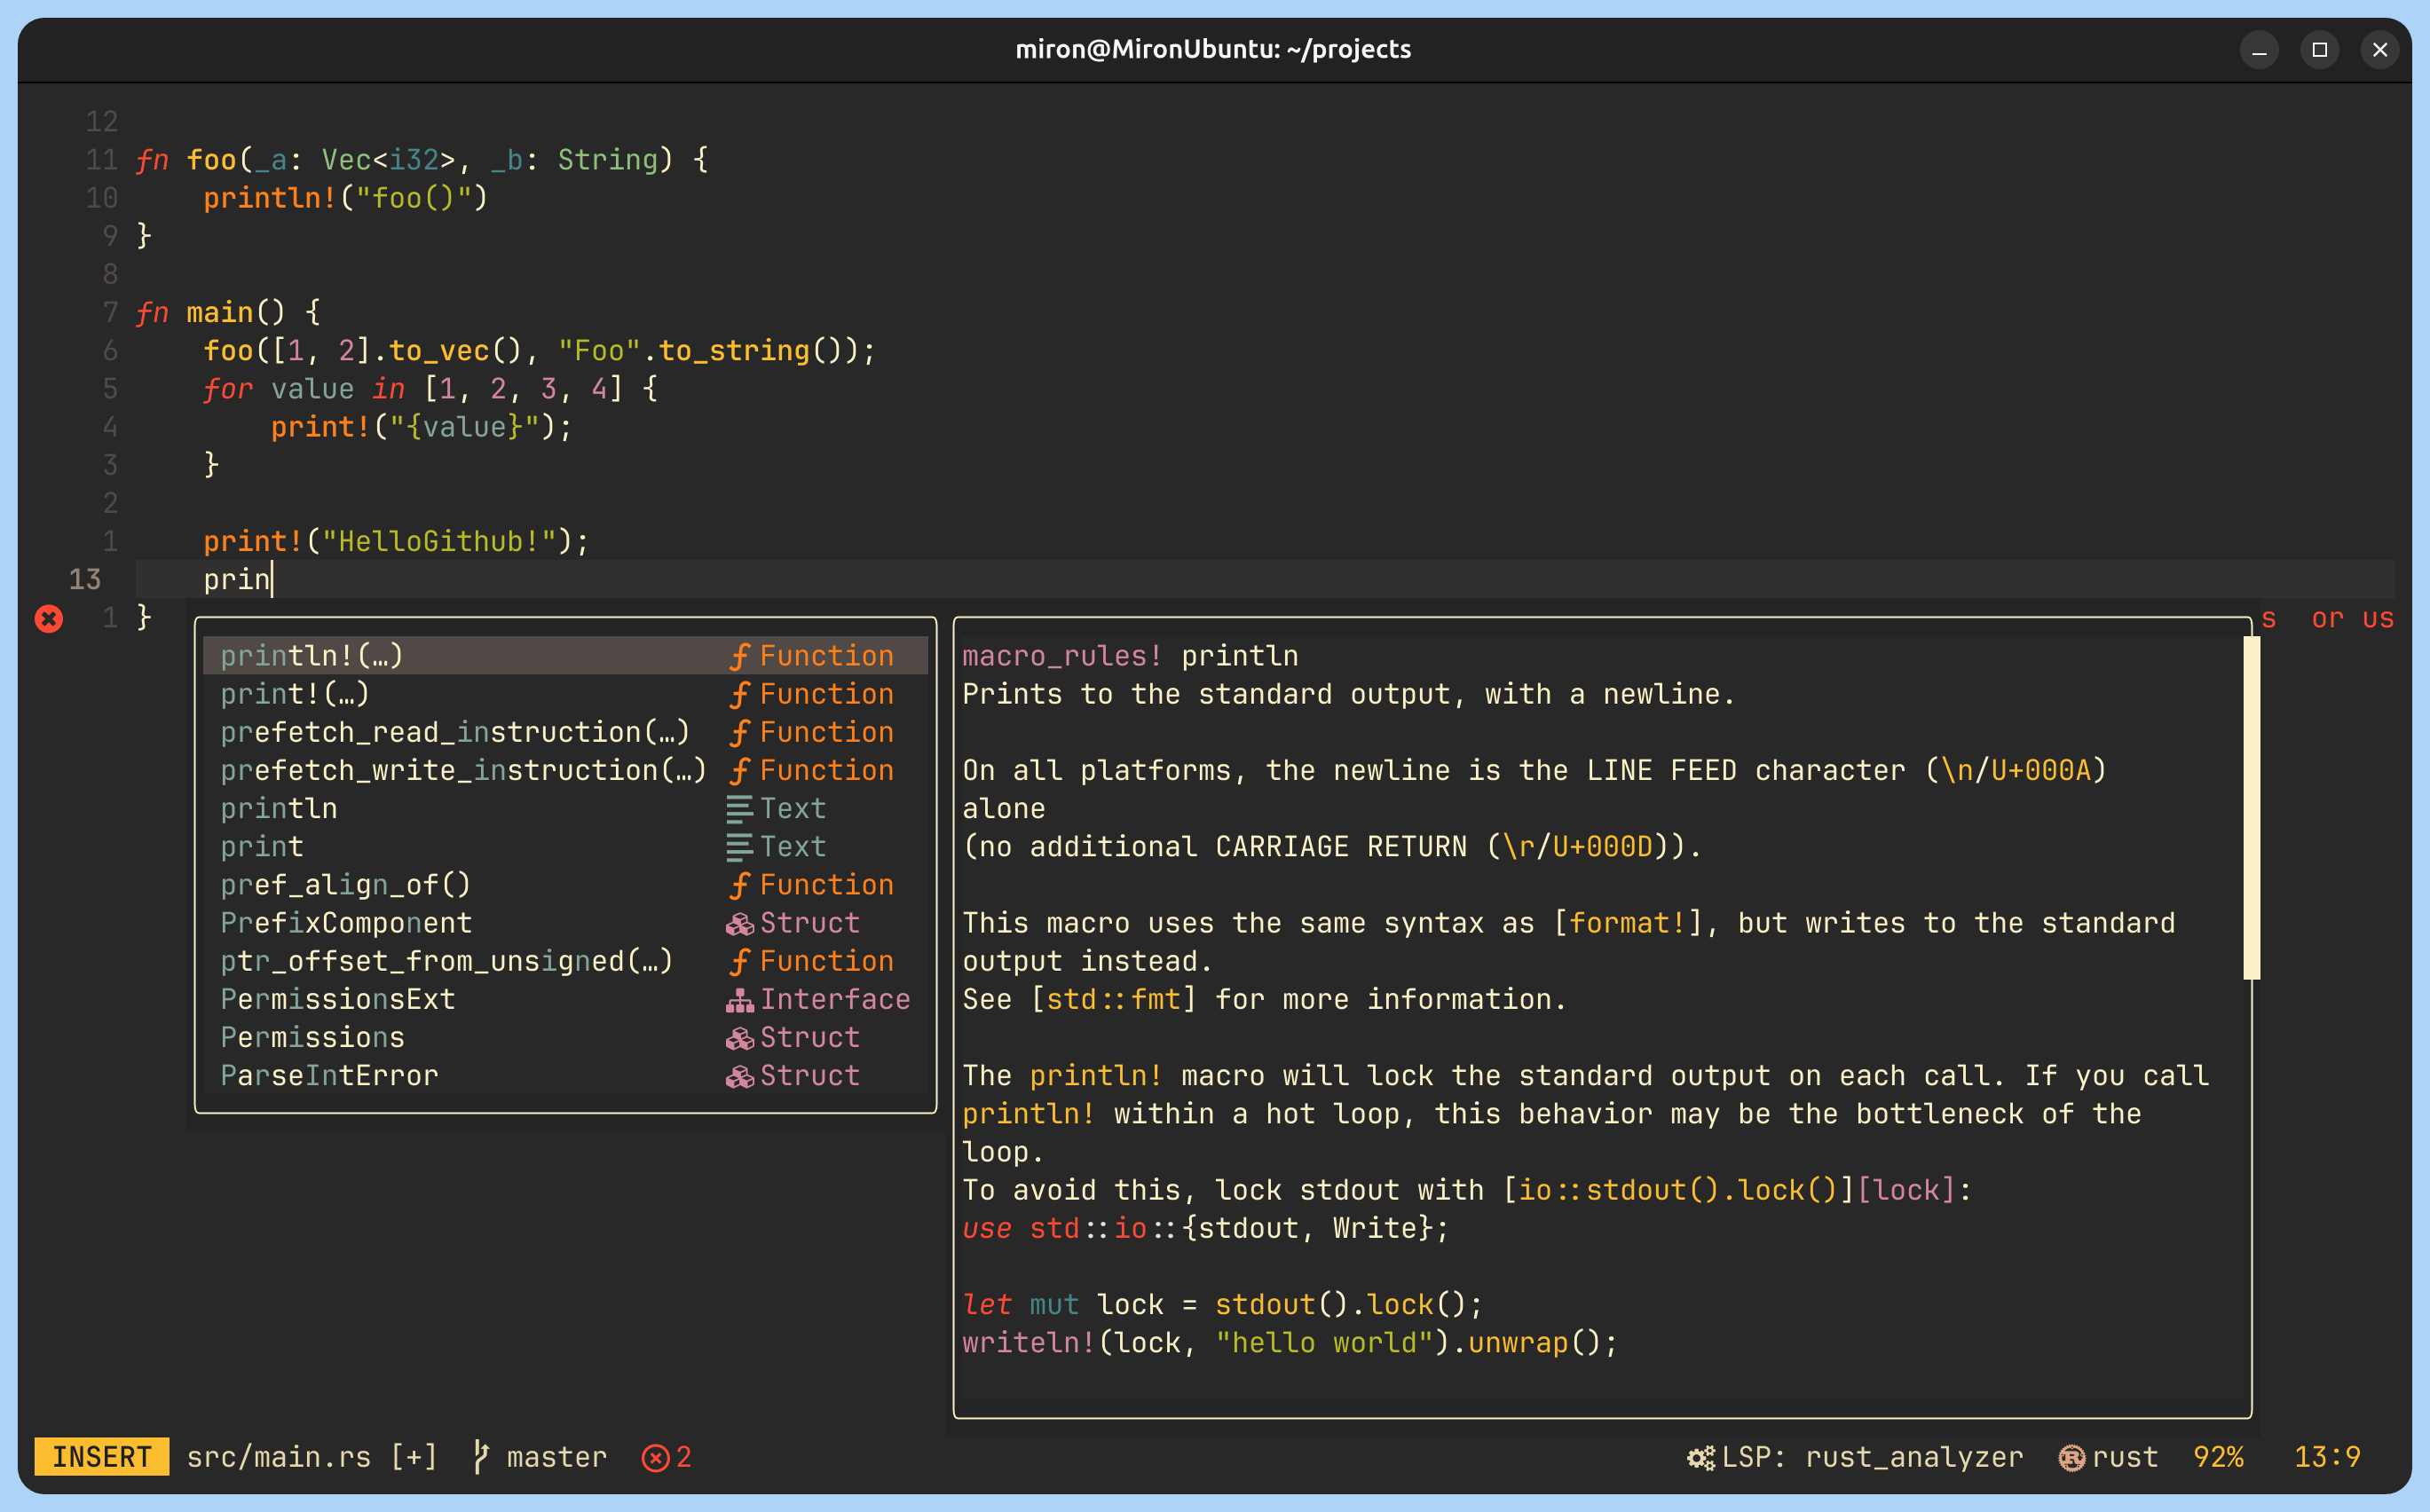 miron@MironUbuntu: ~/projects
12
11 fn foo(_a: Vec<i32>, _b: String) {
10     println!("foo()")
9 }
8
7 fn main() {
6     foo([1, 2].to_vec(), "Foo".to_string());
5     for value in [1, 2, 3, 4] {
4         print!("{value}");
3     }
2
1     print!("HelloGithub!");
13     prin
1 }
s  or us
println!(…) Function
print!(…) Function
prefetch_read_instruction(…) Function
prefetch_write_instruction(…) Function
println Text
print Text
pref_align_of() Function
PrefixComponent Struct
ptr_offset_from_unsigned(…) Function
PermissionsExt Interface
Permissions Struct
ParseIntError Struct
macro_rules! println
Prints to the standard output, with a newline.
On all platforms, the newline is the LINE FEED character (\n/U+000A)
alone
(no additional CARRIAGE RETURN (\r/U+000D)).
This macro uses the same syntax as [format!], but writes to the standard
output instead.
See [std::fmt] for more information.
The println! macro will lock the standard output on each call. If you call
println! within a hot loop, this behavior may be the bottleneck of the
loop.
To avoid this, lock stdout with [io::stdout().lock()][lock]:
use std::io::{stdout, Write};
let mut lock = stdout().lock();
writeln!(lock, "hello world").unwrap();
INSERT src/main.rs [+] master 2 LSP: rust_analyzer rust 92% 13:9